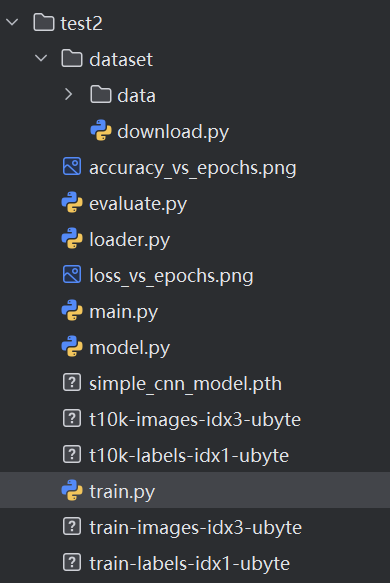 test2
dataset
data
download.py
accuracy_vs_epochs.png
evaluate.py
loader.py
loss_vs_epochs.png
main.py
model.py
simple_cnn_model.pth
t10k-images-idx3-ubyte
t10k-labels-idx1-ubyte
train.py
train-images-idx3-ubyte
train-labels-idx1-ubyte